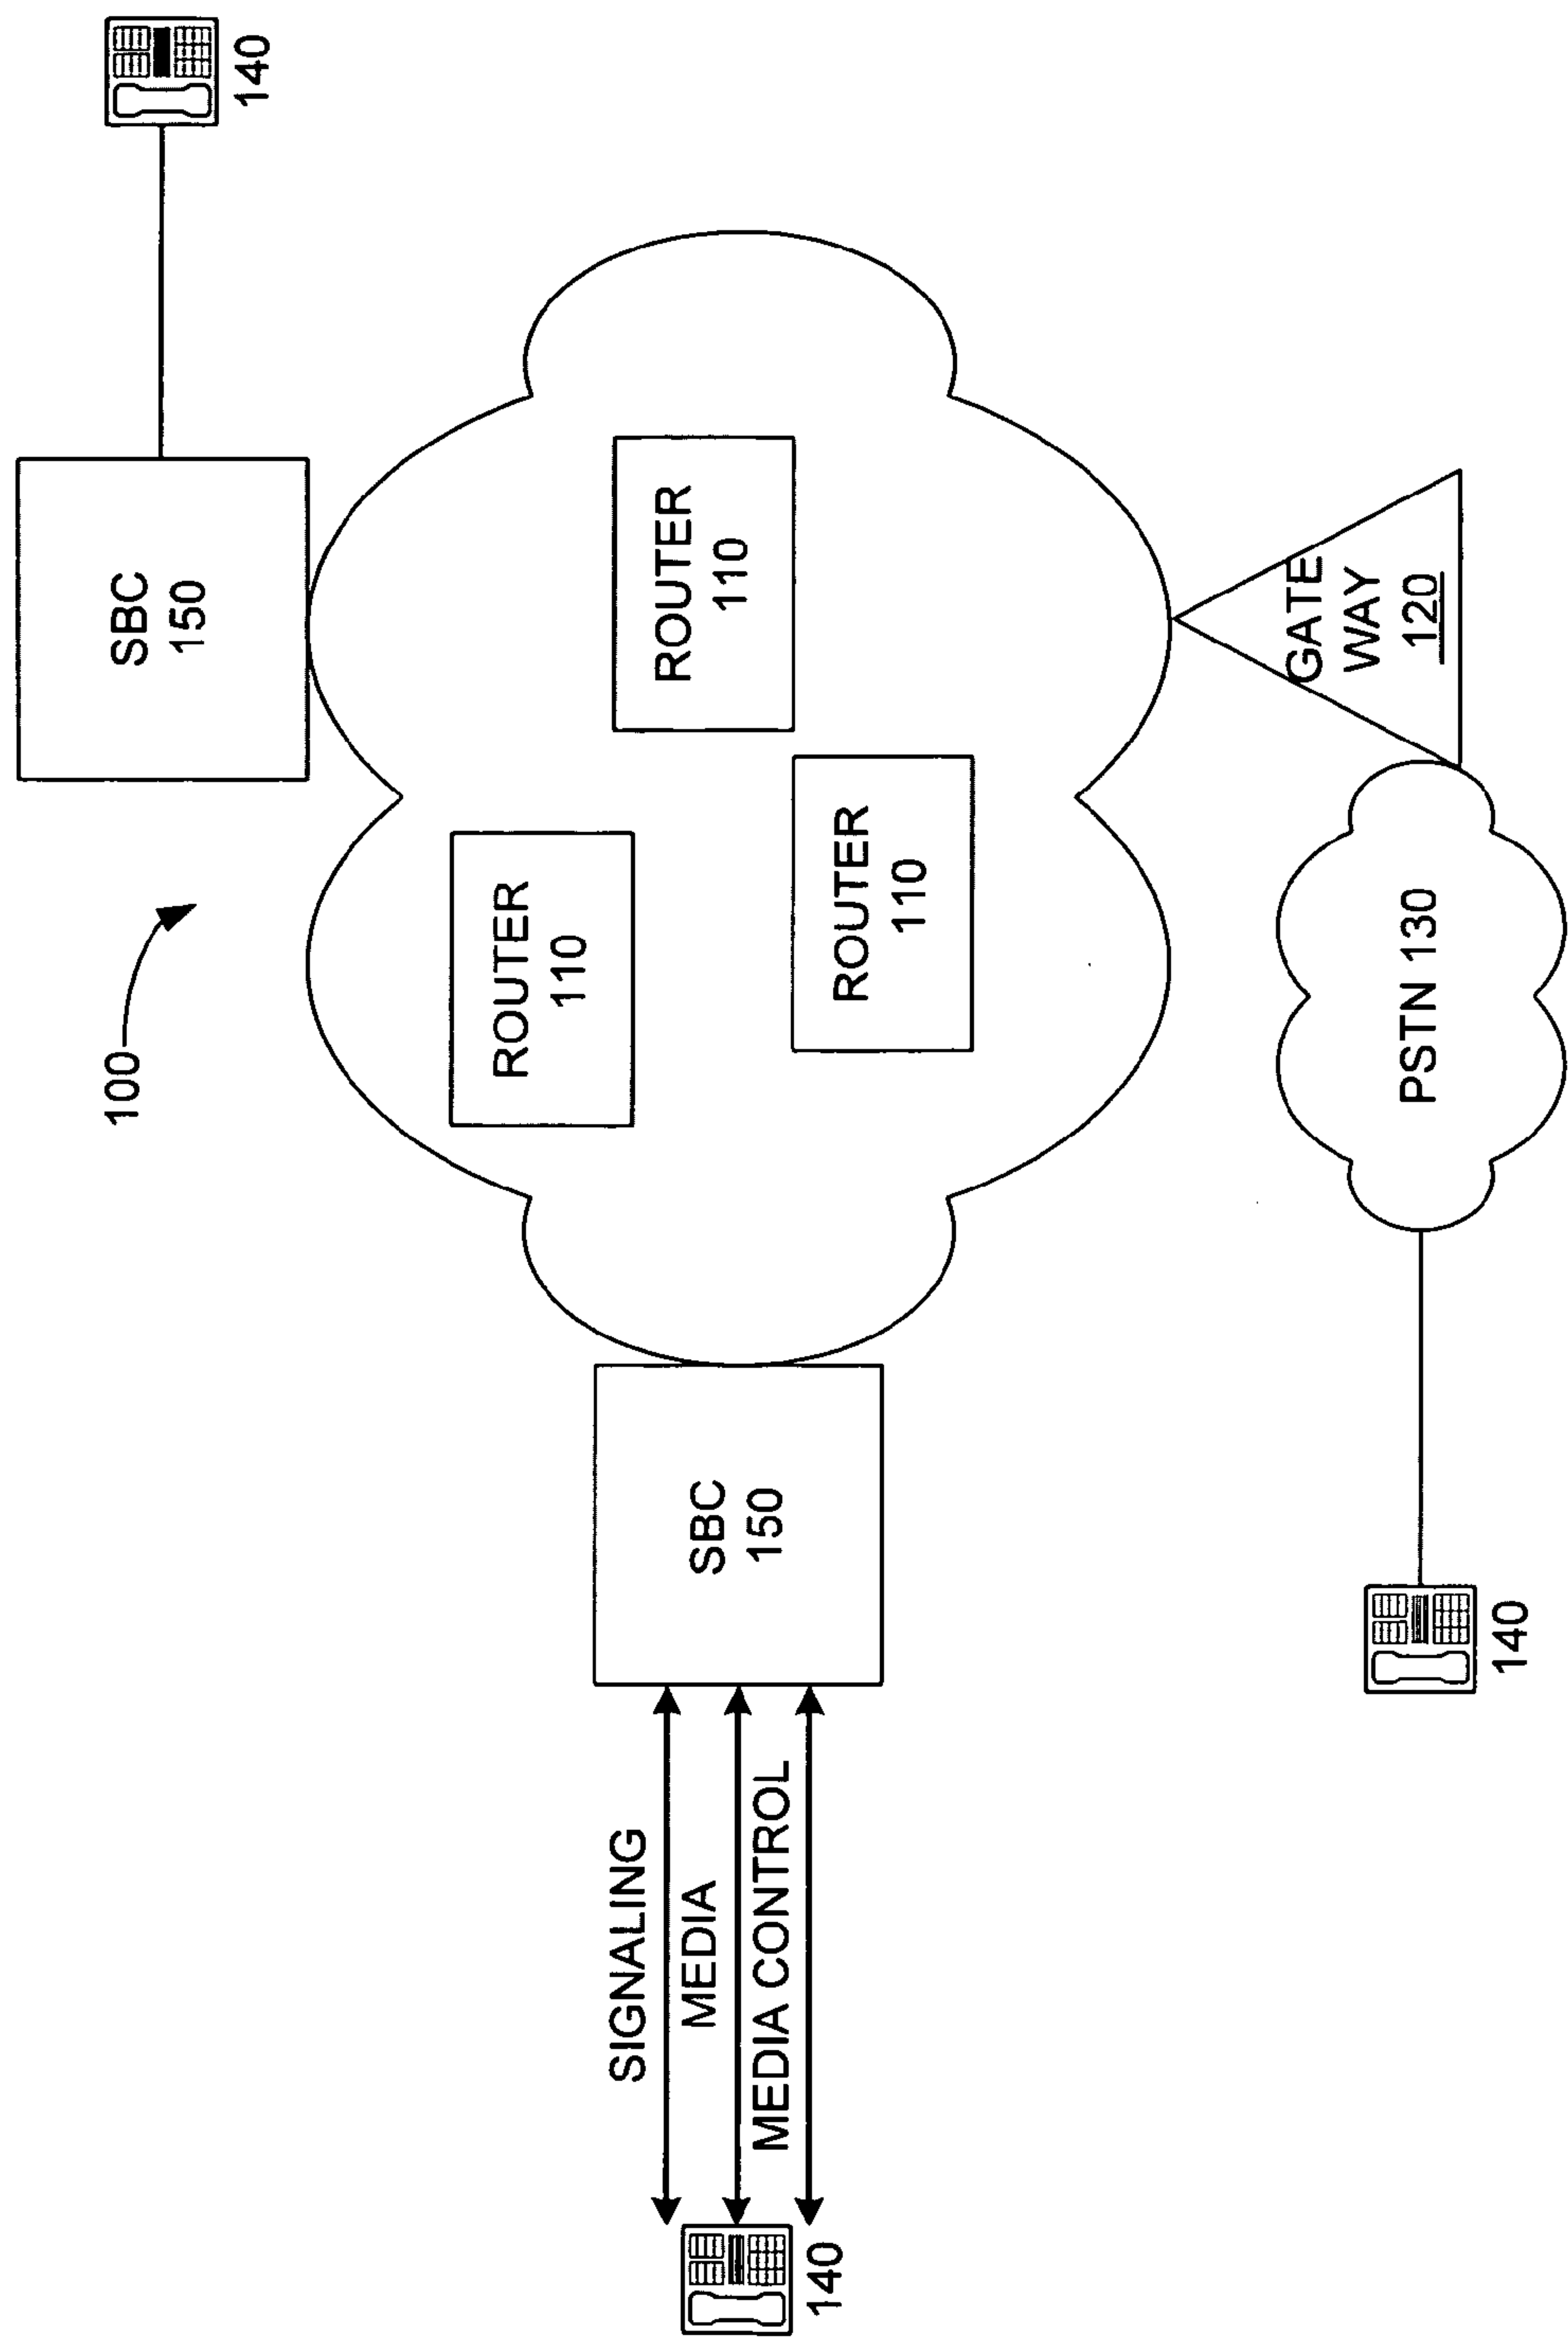 140
SBC
150
100
ROUTER
110
ROUTER
110
ROUTER
110
SIGNALING
MEDIA
MEDIA CONTROL
140
SBC
150
GATE
WAY
120
PSTN 130
140